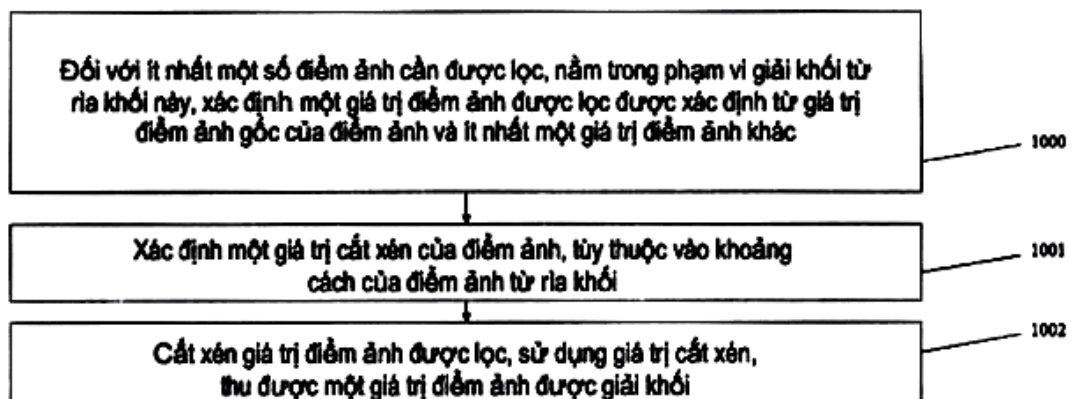 Đối với ít nhất một số điểm ảnh cần được lọc, nằm trong phạm vi giải khối từ
rìa khối này, xác định một giá trị điểm ảnh được lọc được xác định từ giá trị
điểm ảnh gốc của điểm ảnh và ít nhất một giá trị điểm ảnh khác
1000
Xác định một giá trị cắt xén của điểm ảnh, tùy thuộc vào khoảng
cách của điểm ảnh từ rìa khối
1001
Cắt xén giá trị điểm ảnh được lọc, sử dụng giá trị cắt xén,
thu được một giá trị điểm ảnh được giải khối
1002